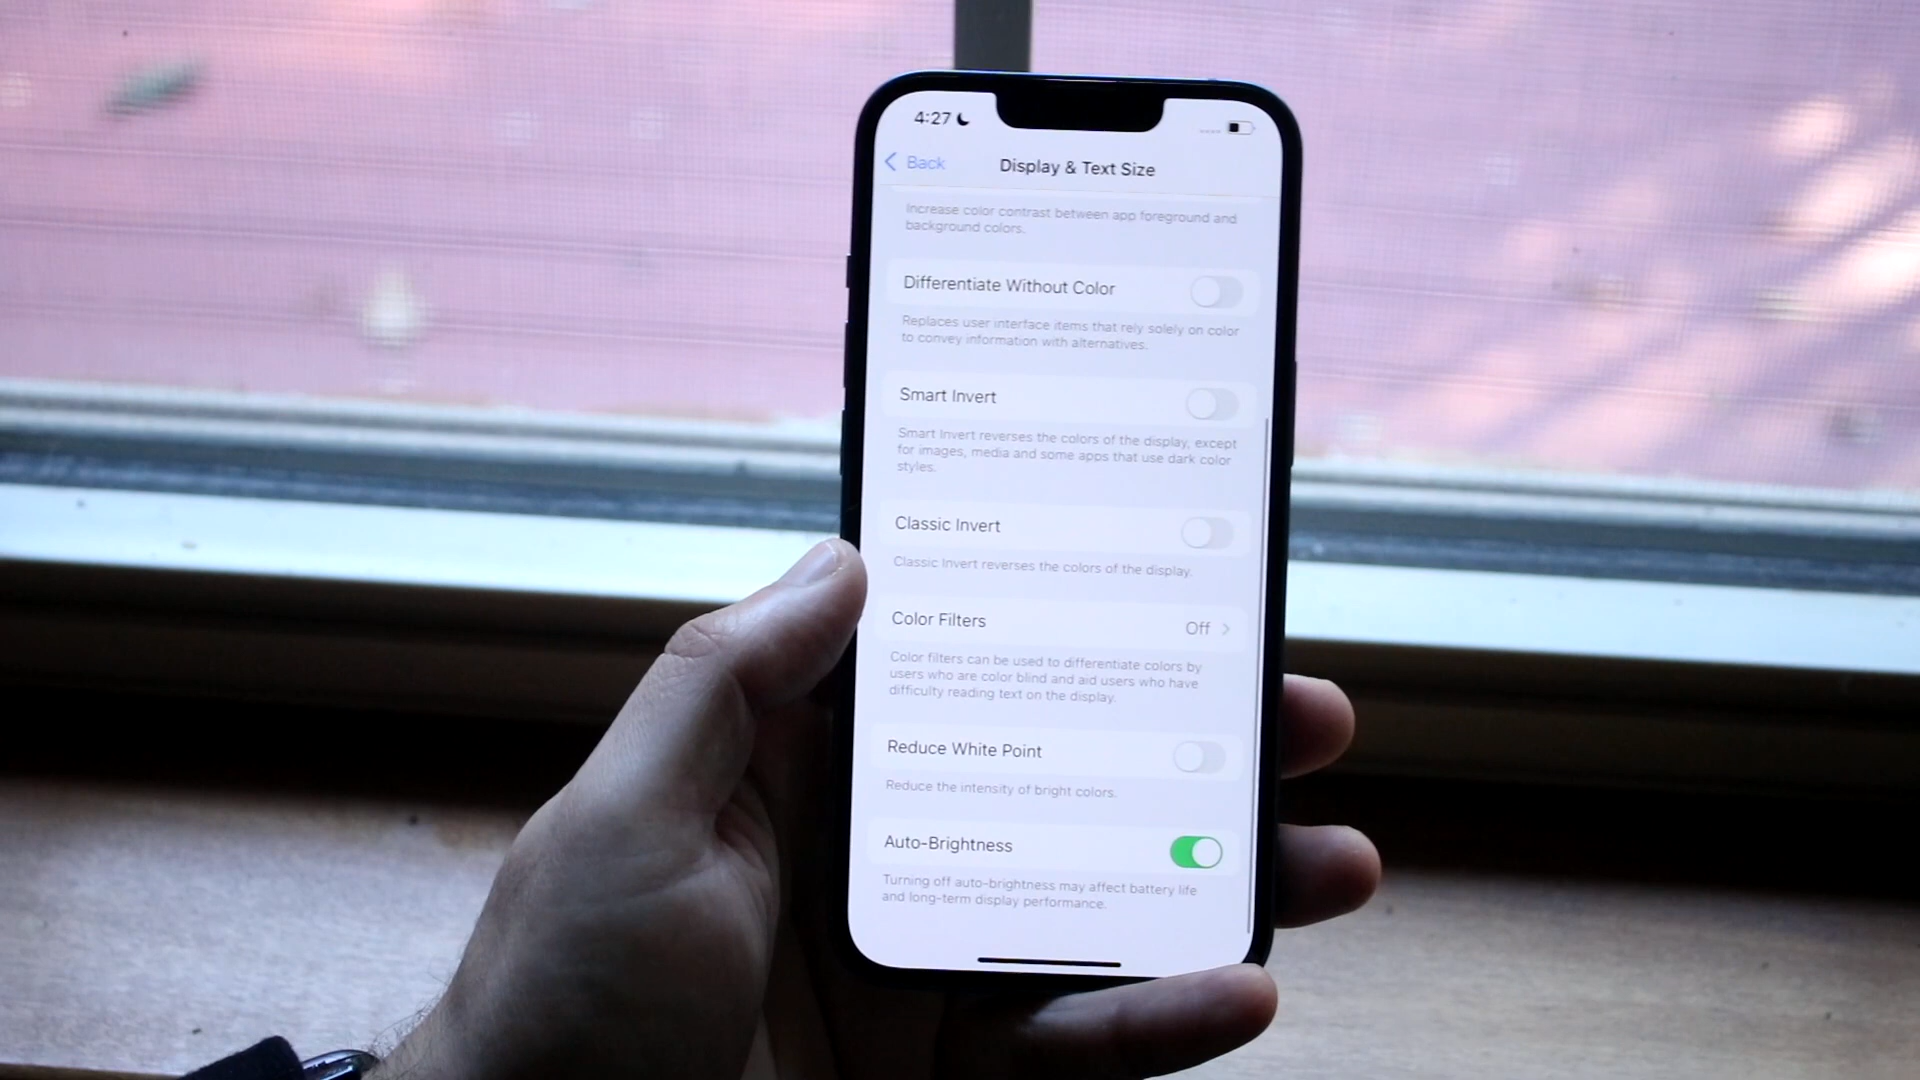 4:27
Back
Display & Text Size
Increase color contrast between app foreground and
background colors.
Differentiate Without Color
Replaces user interface items that rely solely on color
to convey information with alternatives.
Smart Invert
Smart Invert reverses the colors of the display, except
for images, media and some apps that use dark color
styles.
Classic Invert
Classic Invert reverses the colors of the display.
Color Filters
Off
Color filters can be used to differentiate colors by
users who are color blind and aid users who have
difficulty reading text on the display.
Reduce White Point
Reduce the intensity of bright colors.
Auto-Brightness
Turning off auto-brightness may affect battery life
and long-term display performance.